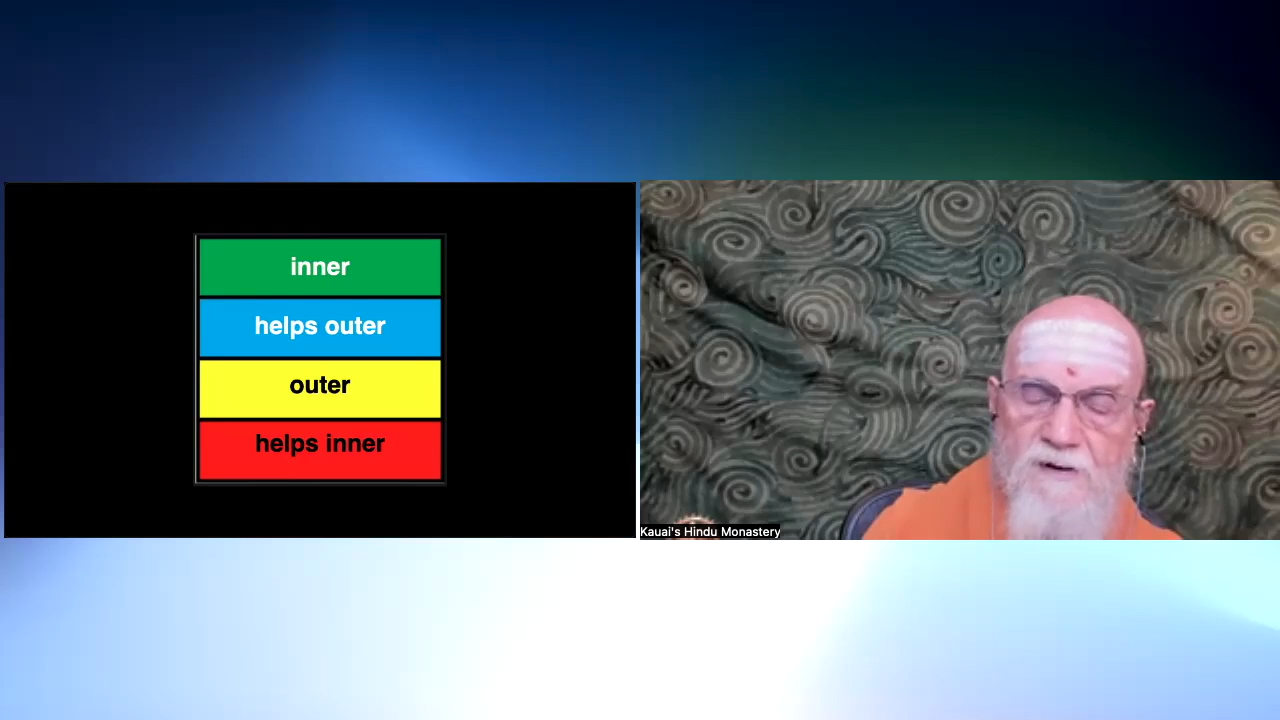 inner
helps outer
outer
helps inner
Kauai's Hindu Monastery